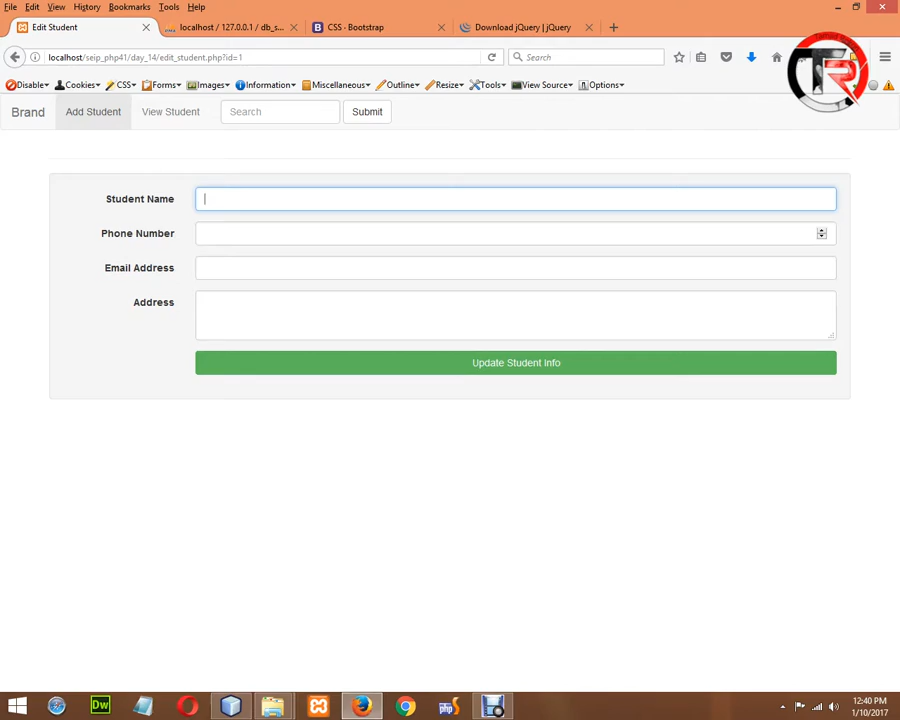 File Edit View History Bookmarks Tools Help
Edit Student
localhost / 127.0.0.1 / db_s...
CSS · Bootstrap
Download jQuery | jQuery
localhost/seip_php41/day_14/edit_student.php?id=1
Search
Disable Cookies CSS Forms Images Information Miscellaneous Outline Resize Tools View Source Options
Brand
Add Student
View Student
Search
Submit
Student Name
Phone Number
Email Address
Address
Update Student Info
Dw
php
12:40 PM
1/10/2017